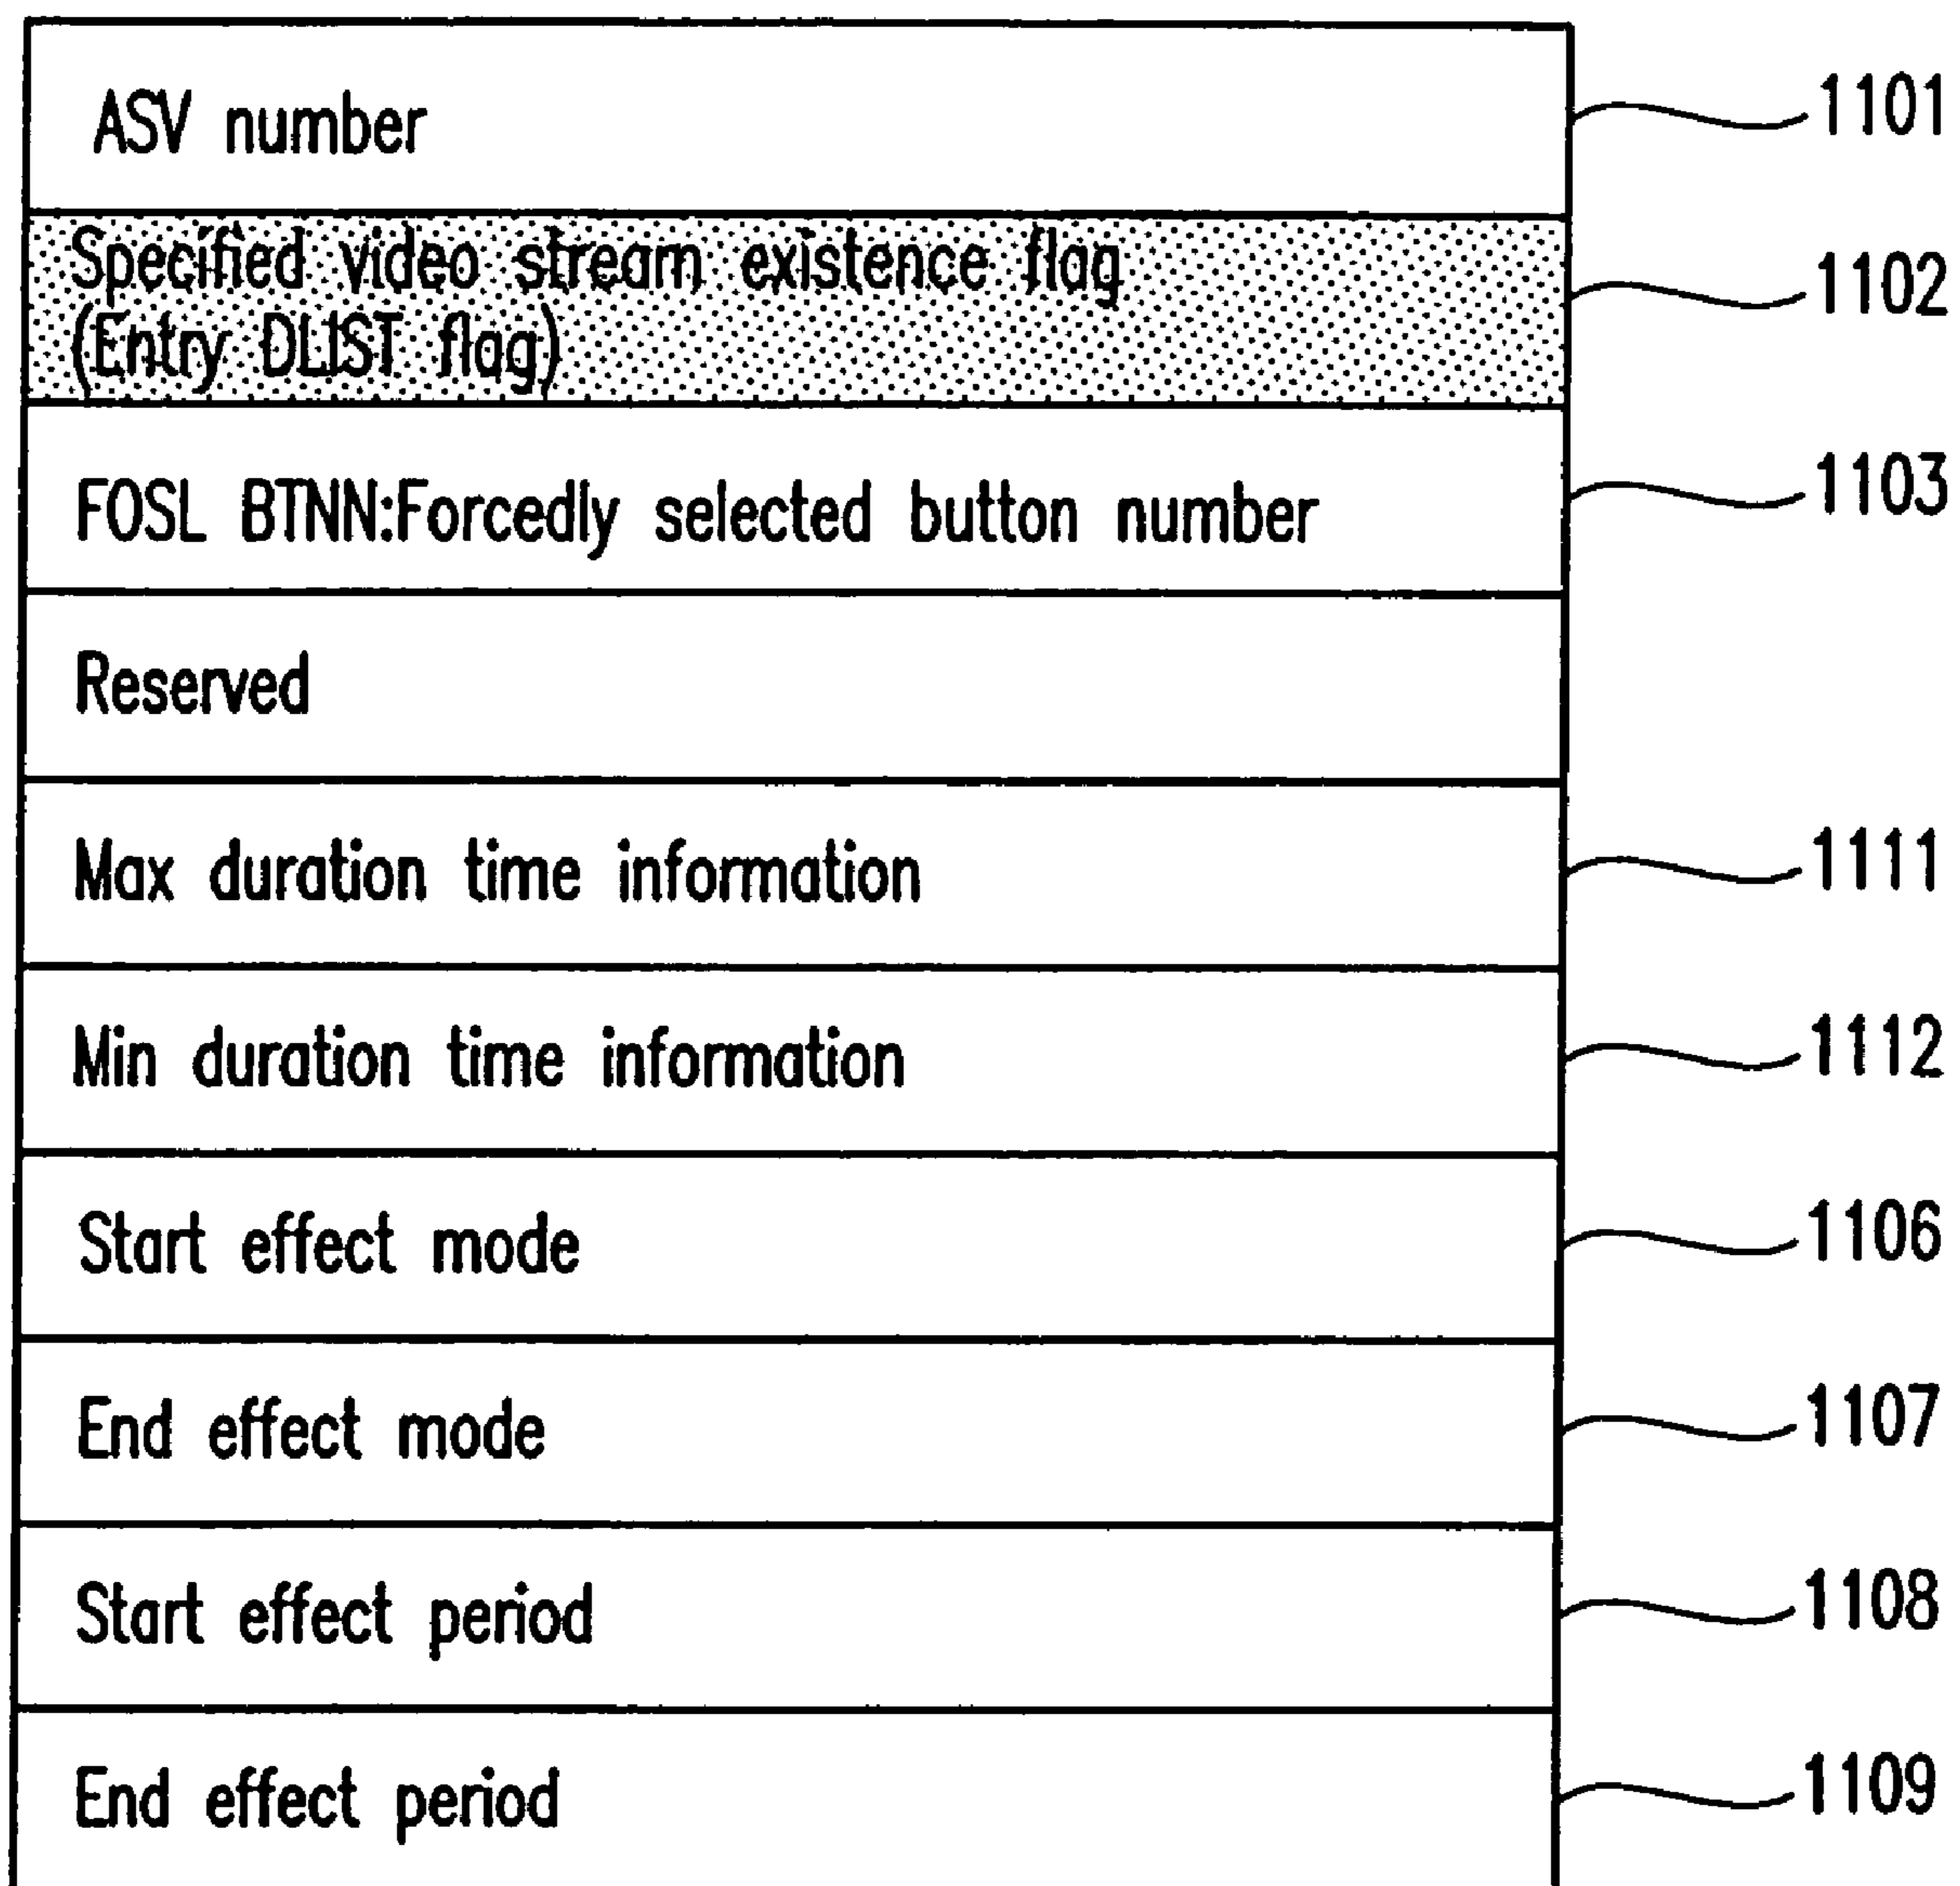 ASV number 1101
Specified video stream existence flag 1102
(Entry DLIST flag)
FOSL BTNN:Forcedly selected button number 1103
Reserved
Max duration time information 1111
Min duration time information 1112
Start effect mode 1106
End effect mode 1107
Start effect period 1108
End effect period 1109